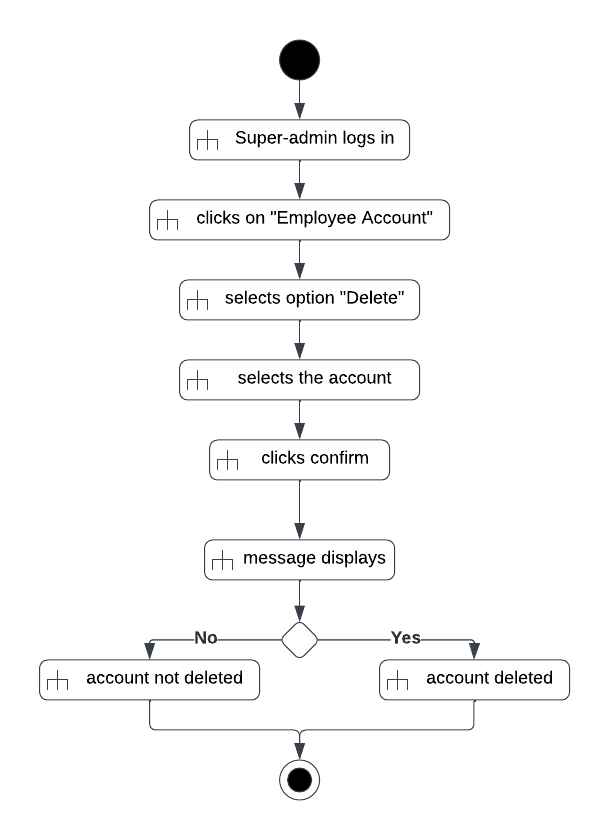 Super-admin logs in
clicks on "Employee Account"
selects option "Delete"
selects the account
clicks confirm
message displays
No
Yes
account not deleted
account deleted